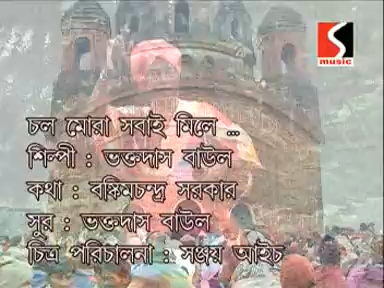 S
music
চল মোরা সবাই মিলে ...
শিল্পী : ভক্তদাস বাউল
কথা : বঙ্কিমচন্দ্র সরকার
সুর : ভক্তদাস বাউল
চিত্র পরিচালনা : সঞ্জয় আইচ